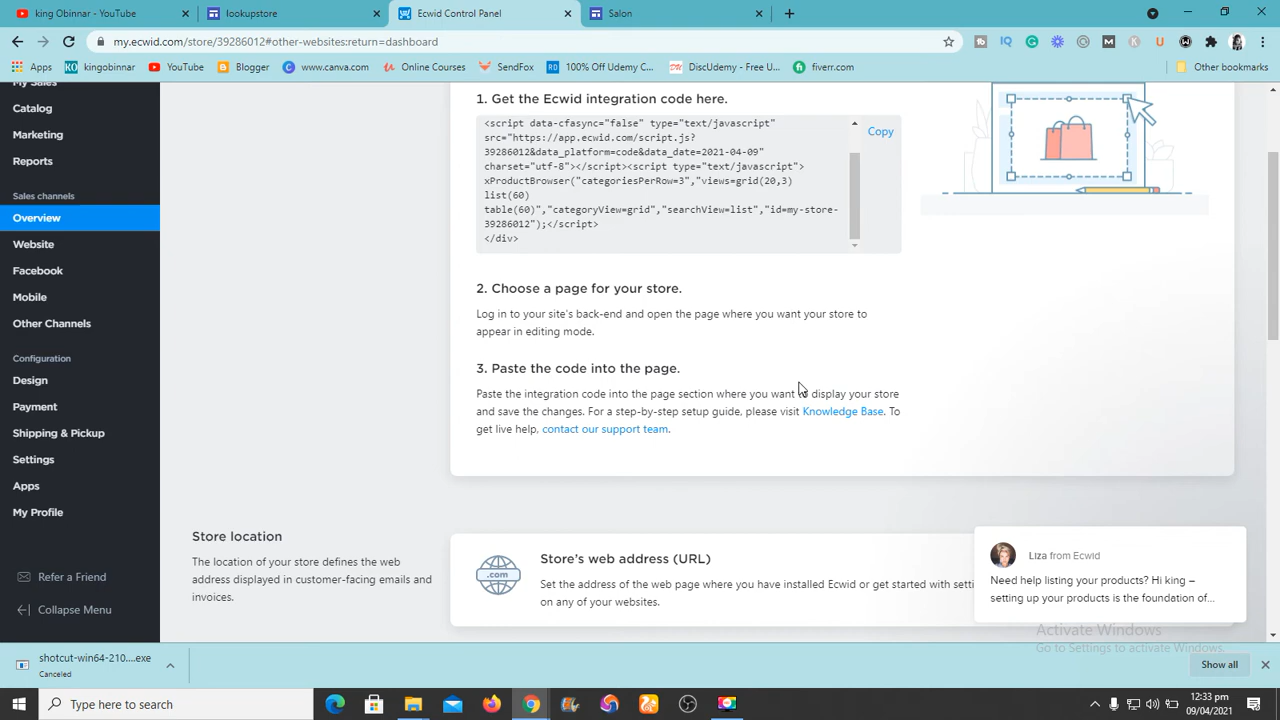 king Obinnar - YouTube
lookupstore
Ecwid Control Panel
Salon
my.ecwid.com/store/39286012#other-websites:return=dashboard
Apps
kingobinnar
YouTube
Blogger
www.canva.com
Online Courses
SendFox
100% Off Udemy C...
DiscUdemy - Free U...
fiverr.com
Other bookmarks
My Sales
Catalog
Marketing
Reports
Sales channels
Overview
Website
Facebook
Mobile
Other Channels
Configuration
Design
Payment
Shipping & Pickup
Settings
Apps
My Profile
Refer a Friend
Collapse Menu
1. Get the Ecwid integration code here.
<script data-cfasync="false" type="text/javascript"
src="https://app.ecwid.com/script.js?
39286012&data_platform=code&data_date=2021-04-09"
charset="utf-8"></script><script type="text/javascript">
xProductBrowser("categoriesPerRow=3","views=grid(20,3)
list(60)
table(60)","categoryView=grid","searchView=list","id=my-store-
39286012");</script>
</div>
Copy
2. Choose a page for your store.
Log in to your site's back-end and open the page where you want your store to
appear in editing mode.
3. Paste the code into the page.
Paste the integration code into the page section where you want to display your store
and save the changes. For a step-by-step setup guide, please visit Knowledge Base. To
get live help, contact our support team.
Store location
The location of your store defines the web
address displayed in customer-facing emails and
invoices.
.com
Store's web address (URL)
Set the address of the web page where you have installed Ecwid or get started with
on any of your websites.
Liza from Ecwid
Need help listing your products? Hi king –
setting up your products is the foundation of...
Activate Windows
Go to Settings to activate Windows.
shotcut-win64-210....exe
Canceled
Show all
Type here to search
12:33 pm
09/04/2021